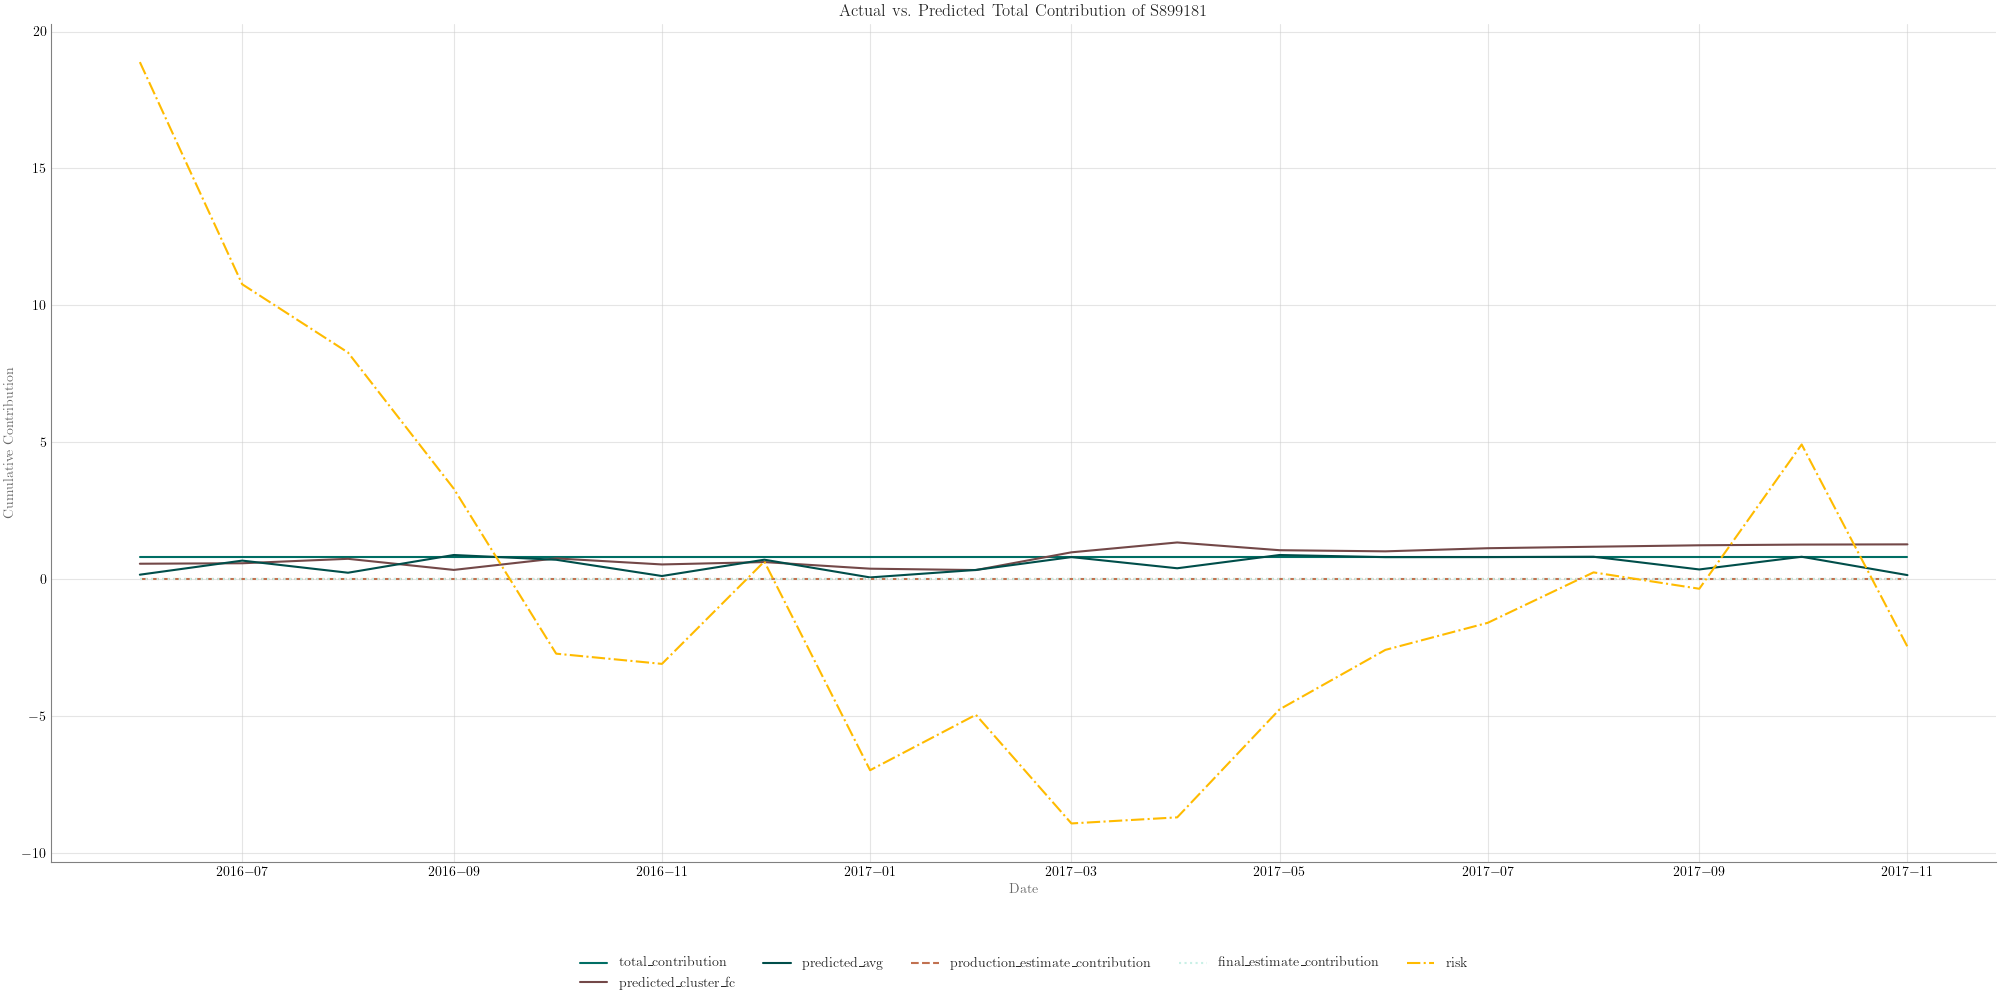 Actual vs. Predicted Total Contribution of S899181
20
15
10
5
0
−5
−10
Cumulative Contribution
2016−07 2016−09 2016−11 2017−01 2017−03 2017−05 2017−07 2017−09 2017−11
Date
total_contribution predicted_avg production_estimate_contribution final_estimate_contribution risk
predicted_cluster_fc